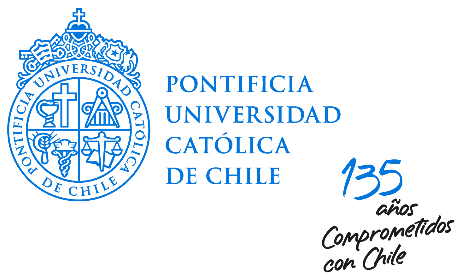 PONTIFICIA UNIVERSIDAD CATÓLICA
DE CHILE
PONTIFICIA
UNIVERSIDAD
CATÓLICA
DE CHILE
135
años
Comprometidos
con Chile